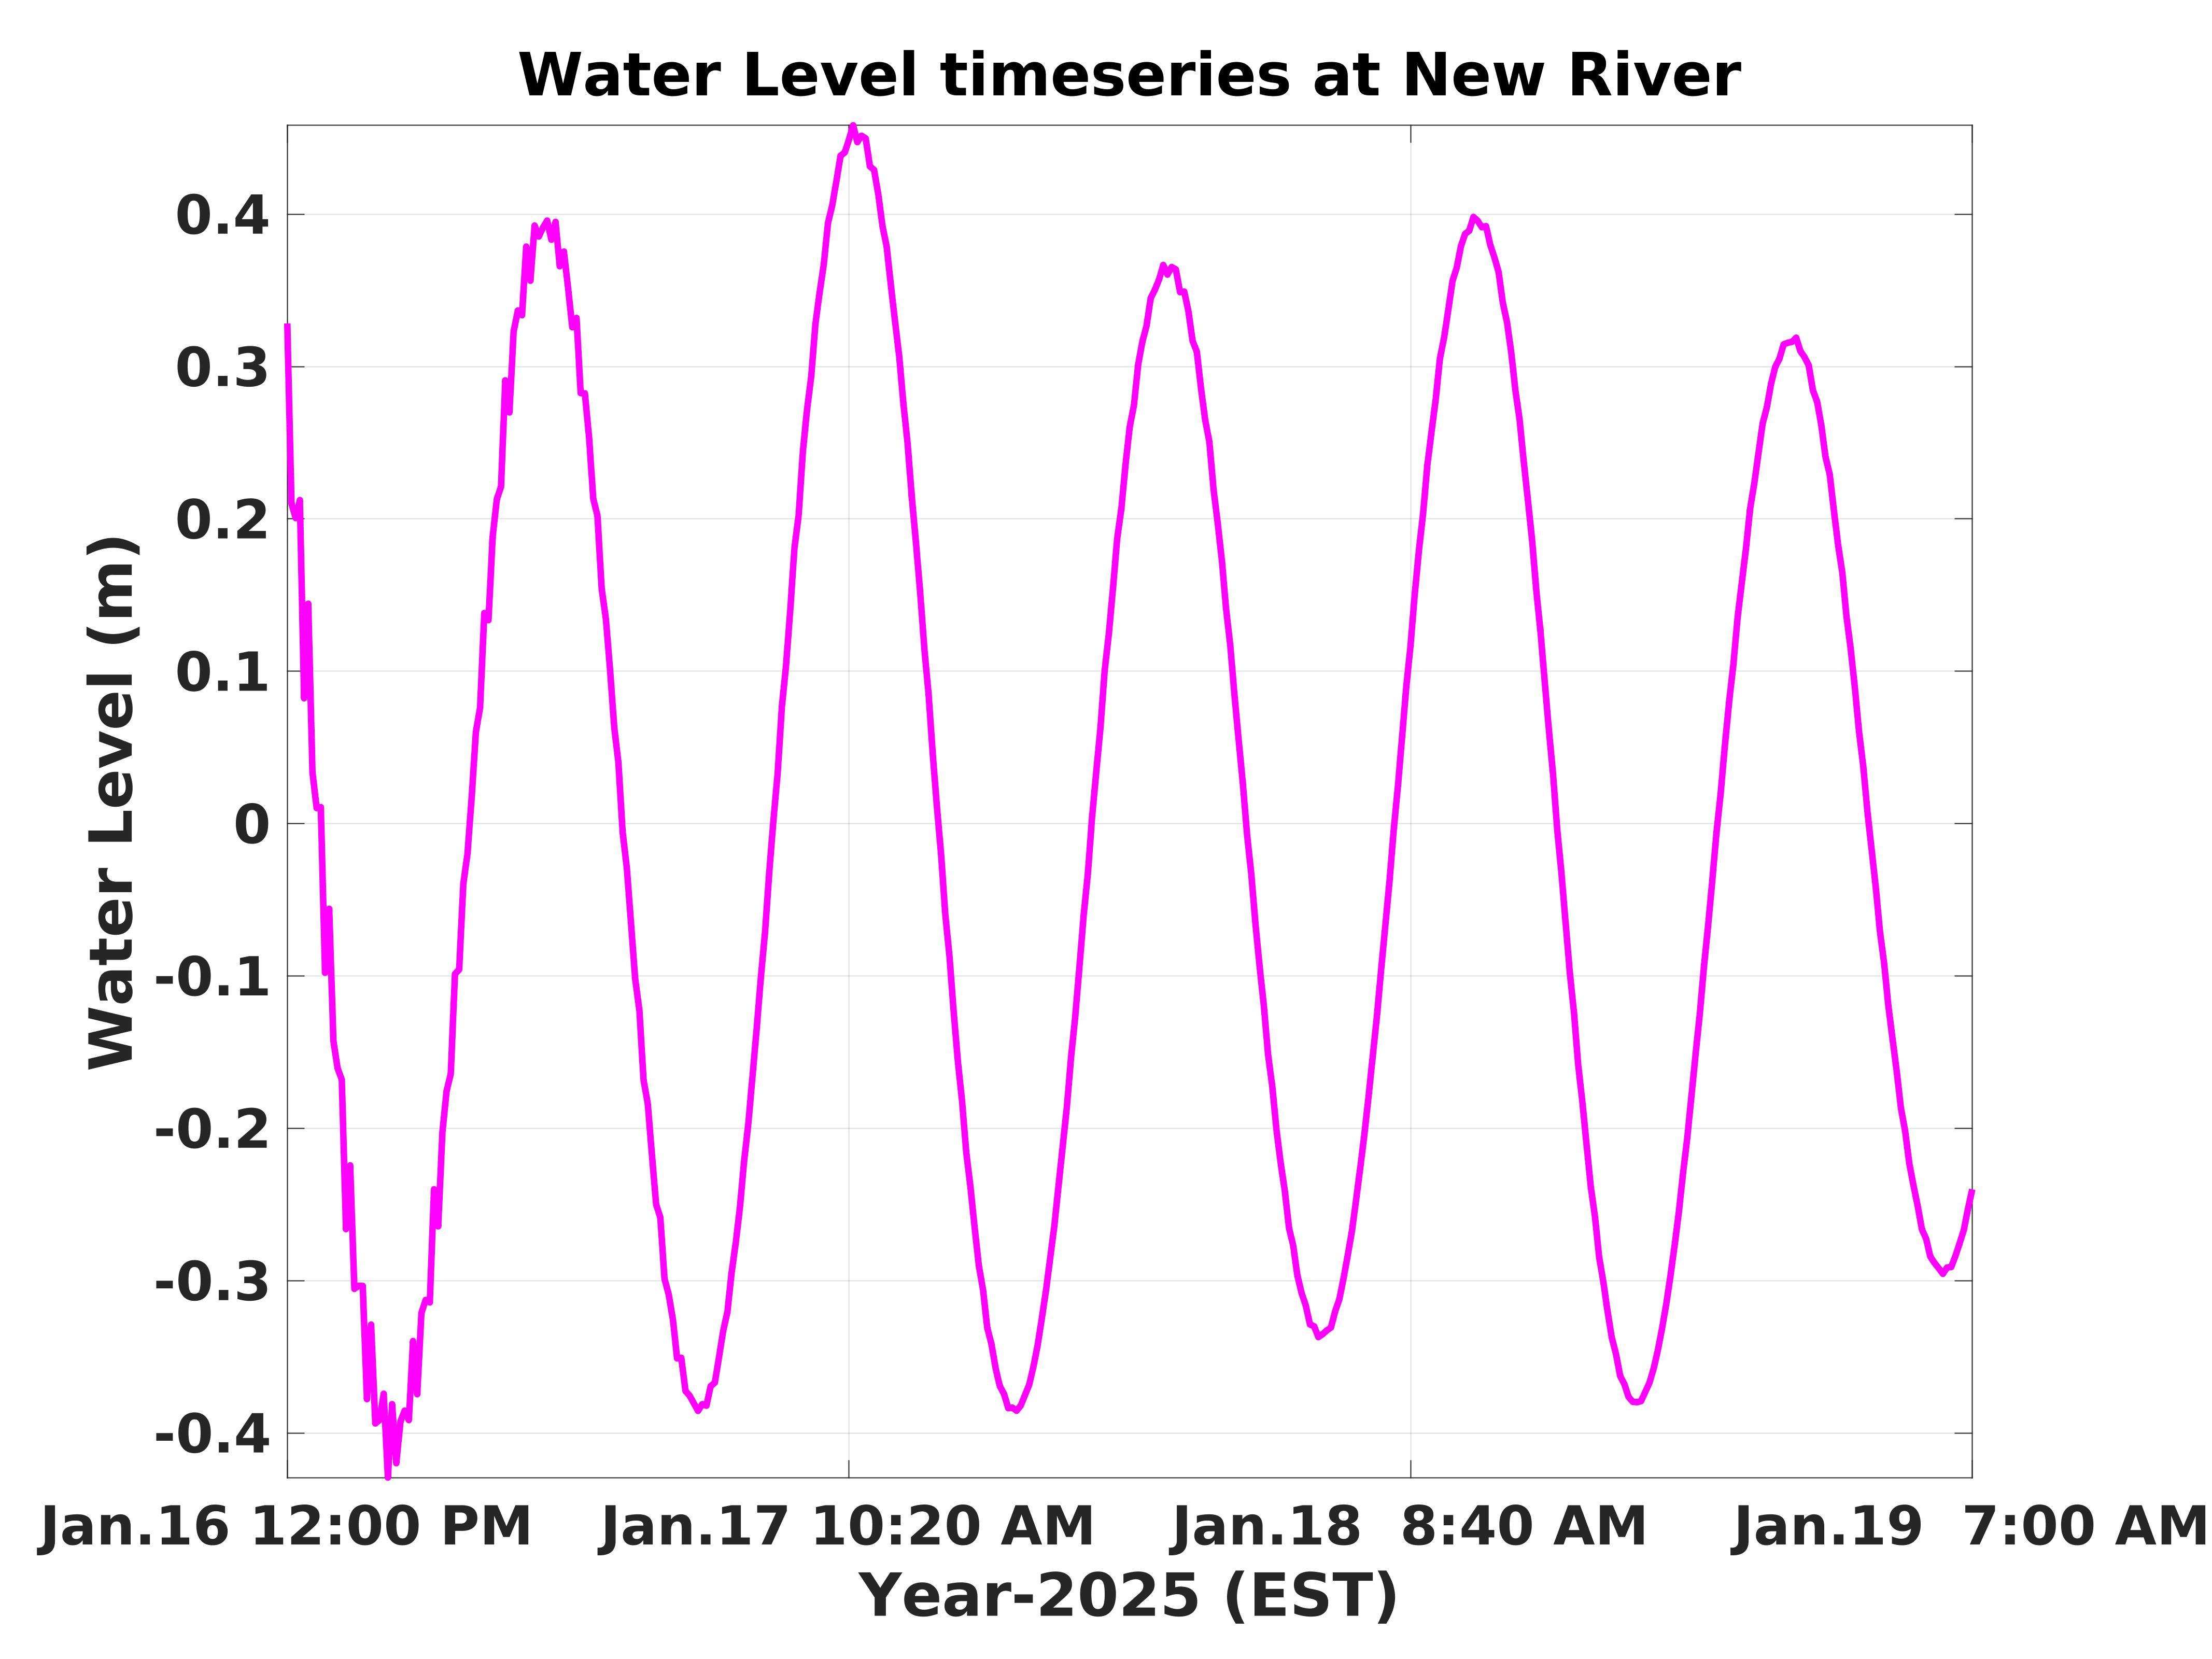 Water Level timeseries at New River
Water Level (m)
0.4
0.3
0.2
0.1
0
-0.1
-0.2
-0.3
-0.4
Jan.16 12:00 PM Jan.17 10:20 AM Jan.18 8:40 AM Jan.19 7:00 AM
Year-2025 (EST)